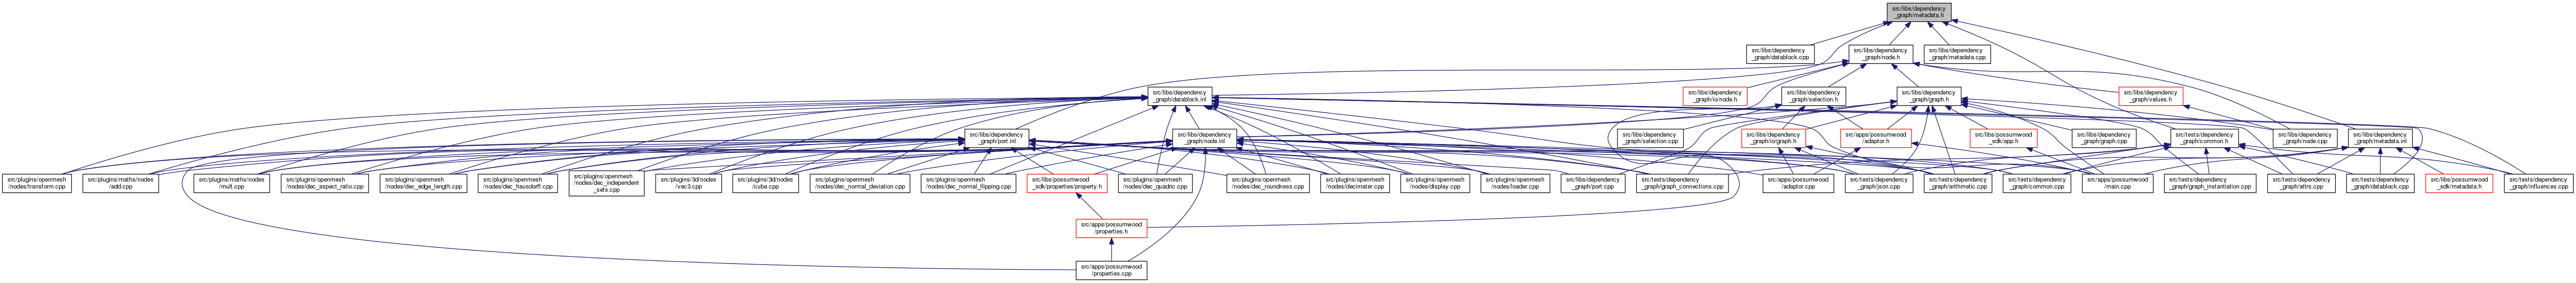 src/libs/dependency
_graph/metadata.h
src/libs/dependency
_graph/datablock.cpp
src/libs/dependency
_graph/node.h
src/libs/dependency
_graph/metadata.cpp
src/libs/dependency
_graph/datablock.inl
src/libs/dependency
_graph/io/node.h
src/libs/dependency
_graph/selection.h
src/libs/dependency
_graph/graph.h
src/libs/dependency
_graph/values.h
src/libs/dependency
_graph/port.inl
src/libs/dependency
_graph/node.inl
src/libs/dependency
_graph/selection.cpp
src/libs/dependency
_graph/io/graph.h
src/apps/possumwood
/adaptor.h
src/libs/possumwood
_sdk/app.h
src/libs/dependency
_graph/graph.cpp
src/tests/dependency
_graph/common.h
src/libs/dependency
_graph/node.cpp
src/libs/dependency
_graph/metadata.inl
src/plugins/openmesh
/nodes/transform.cpp
src/plugins/maths/nodes
/add.cpp
src/plugins/maths/nodes
/mult.cpp
src/plugins/openmesh
/nodes/dec_aspect_ratio.cpp
src/plugins/openmesh
/nodes/dec_edge_length.cpp
src/plugins/openmesh
/nodes/dec_hausdorff.cpp
src/plugins/openmesh
/nodes/dec_independent
_sets.cpp
src/plugins/3d/nodes
/vec3.cpp
src/plugins/3d/nodes
/cube.cpp
src/plugins/openmesh
/nodes/dec_normal_deviation.cpp
src/plugins/openmesh
/nodes/dec_normal_flipping.cpp
src/libs/possumwood
_sdk/properties/property.h
src/plugins/openmesh
/nodes/dec_quadric.cpp
src/plugins/openmesh
/nodes/dec_roundness.cpp
src/plugins/openmesh
/nodes/decimater.cpp
src/plugins/openmesh
/nodes/display.cpp
src/plugins/openmesh
/nodes/loader.cpp
src/libs/dependency
_graph/port.cpp
src/tests/dependency
_graph/graph_connections.cpp
src/apps/possumwood
/adaptor.cpp
src/tests/dependency
_graph/json.cpp
src/tests/dependency
_graph/arithmetic.cpp
src/tests/dependency
_graph/common.cpp
src/apps/possumwood
/main.cpp
src/tests/dependency
_graph/graph_instantiation.cpp
src/tests/dependency
_graph/attrs.cpp
src/tests/dependency
_graph/datablock.cpp
src/libs/possumwood
_sdk/metadata.h
src/tests/dependency
_graph/influences.cpp
src/apps/possumwood
/properties.h
src/apps/possumwood
/properties.cpp